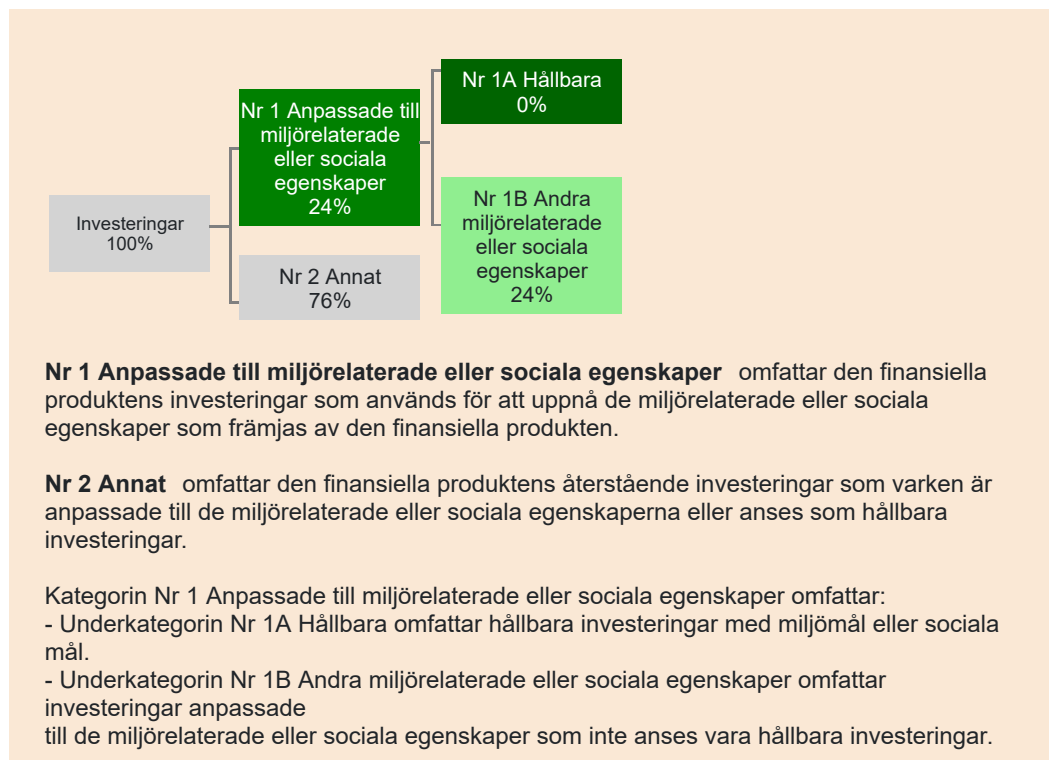 Investeringar
100%
Nr 1 Anpassade till
miljörelaterade
eller sociala
egenskaper
24%
Nr 2 Annat
76%
Nr 1A Hållbara
0%
Nr 1B Andra
miljörelaterade
eller sociala
egenskaper
24%
Nr 1 Anpassade till miljörelaterade eller sociala egenskaper omfattar den finansiella
produktens investeringar som används för att uppnå de miljörelaterade eller sociala
egenskaper som främjas av den finansiella produkten.
Nr 2 Annat omfattar den finansiella produktens återstående investeringar som varken är
anpassade till de miljörelaterade eller sociala egenskaperna eller anses som hållbara
investeringar.
Kategorin Nr 1 Anpassade till miljörelaterade eller sociala egenskaper omfattar:
- Underkategorin Nr 1A Hållbara omfattar hållbara investeringar med miljömål eller sociala
mål.
- Underkategorin Nr 1B Andra miljörelaterade eller sociala egenskaper omfattar
investeringar anpassade
till de miljörelaterade eller sociala egenskaper som inte anses vara hållbara investeringar.